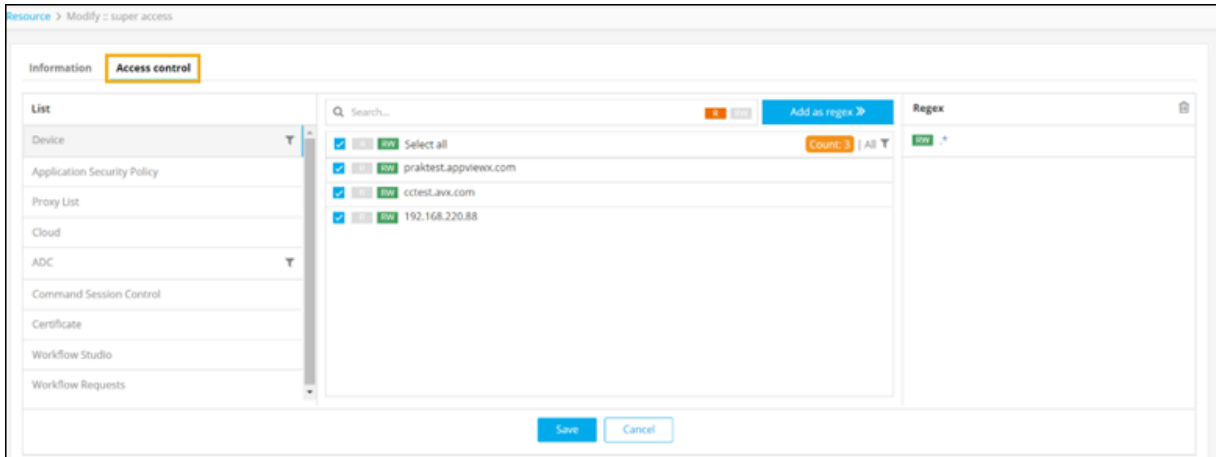 Resource > Modify :: super access
Information Access control
List
Device
Application Security Policy
Proxy List
Cloud
ADC
Command Session Control
Certificate
Workflow Studio
Workflow Requests
Search... R RW Add as regex
R RW Select all Count: 3 | All
R RW praktest.appviewx.com
R RW cctest.avx.com
R RW 192.168.220.88
Regex
RW .*
Save Cancel